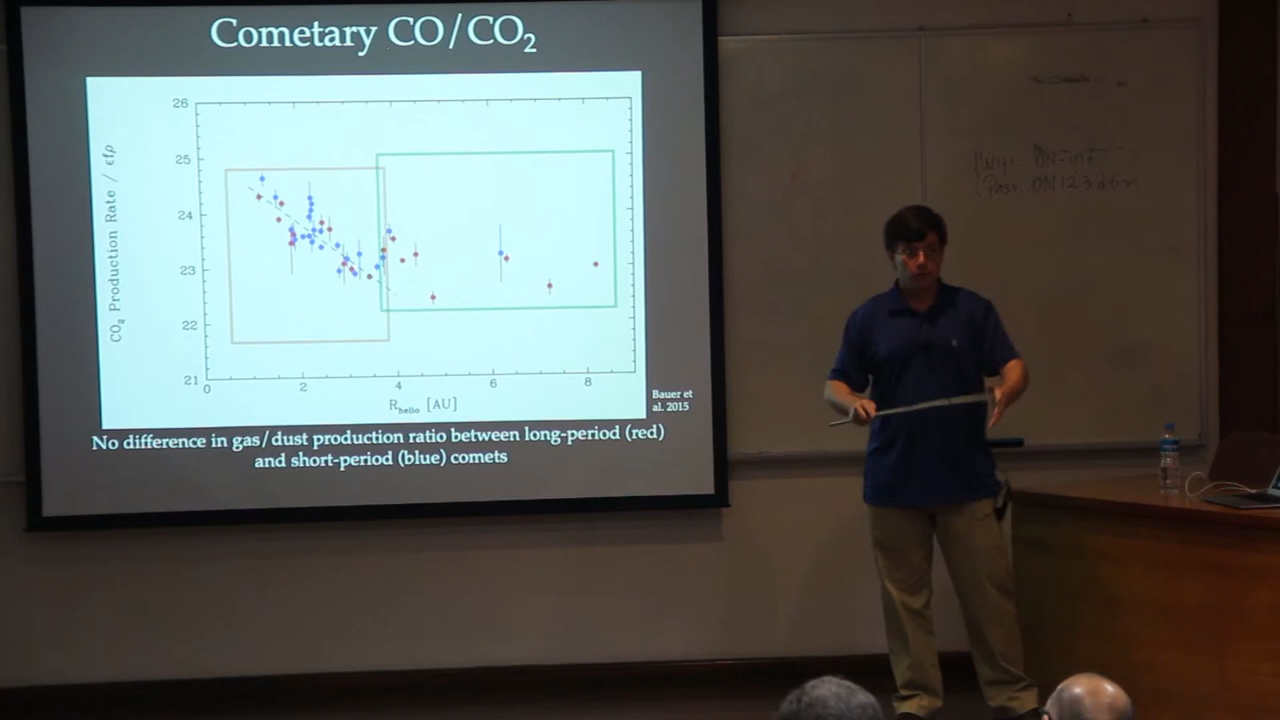 Cometary CO/CO₂
26
25
24
23
22
21
CO₂ Production Rate / εfρ
0 2 4 6 8
R_helio [AU]
Bauer et
al. 2015
No difference in gas/dust production ratio between long-period (red)
and short-period (blue) comets